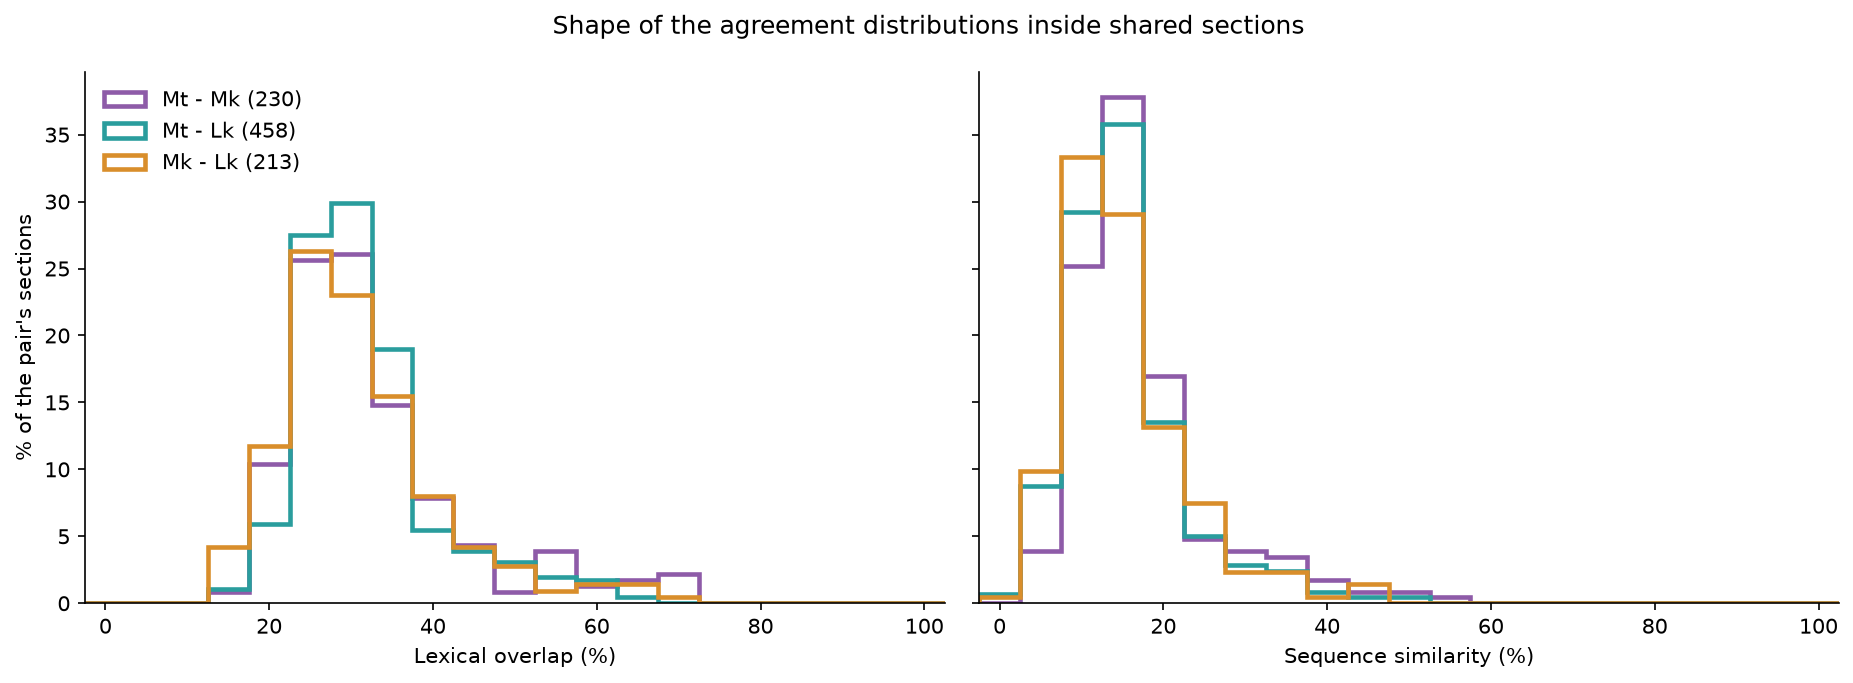 Shape of the agreement distributions inside shared sections
Mt - Mk (230)
Mt - Lk (458)
Mk - Lk (213)
% of the pair's sections
0
5
10
15
20
25
30
35
0 20 40 60 80 100
Lexical overlap (%)
0 20 40 60 80 100
Sequence similarity (%)